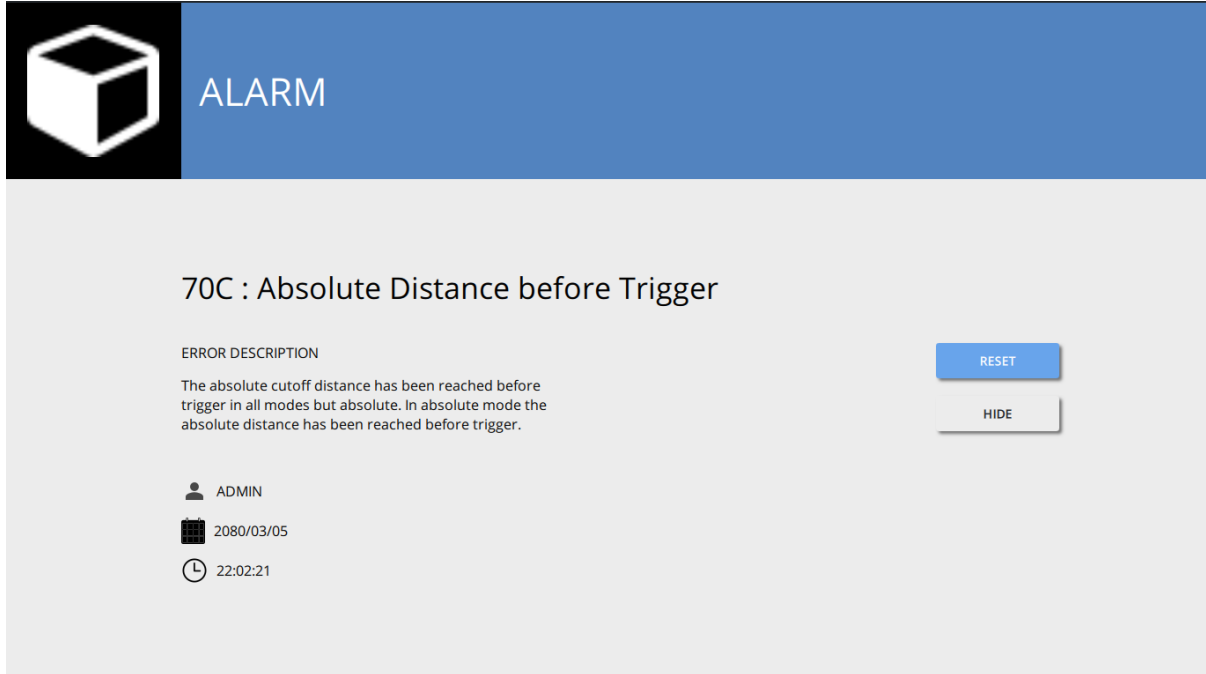 ALARM
70C : Absolute Distance before Trigger
ERROR DESCRIPTION
RESET
The absolute cutoff distance has been reached before
trigger in all modes but absolute. In absolute mode the
absolute distance has been reached before trigger.
HIDE
ADMIN
2080/03/05
22:02:21